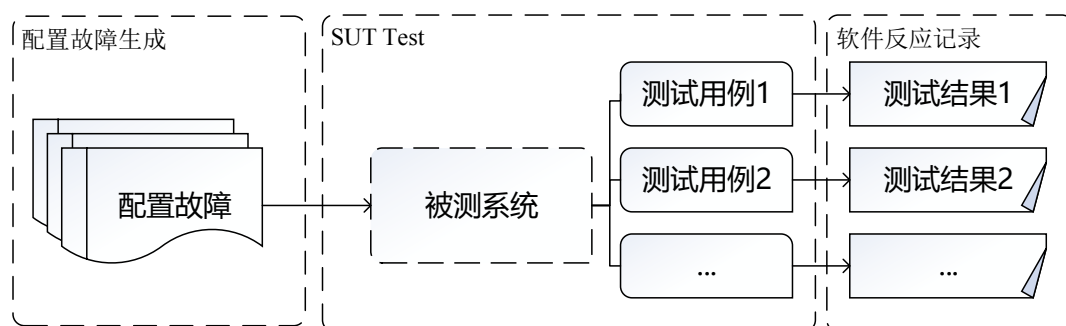 配置故障生成
SUT Test
软件反应记录
配置故障
被测系统
测试用例1
测试结果1
测试用例2
测试结果2
...
...